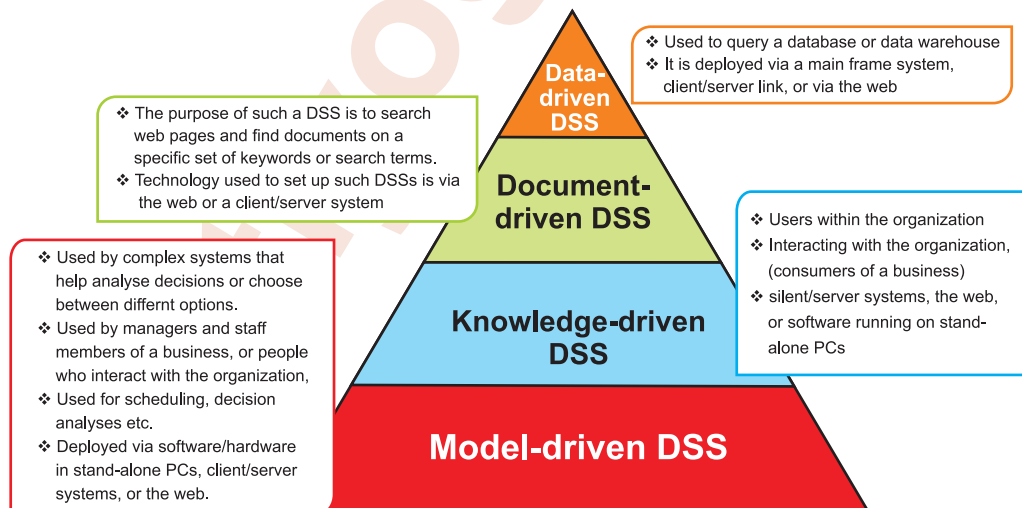 ❖ Used to query a database or data warehouse
❖ It is deployed via a main frame system,
client/server link, or via the web
Data-
driven
DSS
❖ The purpose of such a DSS is to search
web pages and find documents on a
specific set of keywords or search terms.
❖ Technology used to set up such DSSs is via
the web or a client/server system
Document-
driven DSS
❖ Users within the organization
❖ Interacting with the organization,
(consumers of a business)
❖ silent/server systems, the web,
or software running on stand-
alone PCs
Knowledge-driven
DSS
❖ Used by complex systems that
help analyse decisions or choose
between differnt options.
❖ Used by managers and staff
members of a business, or people
who interact with the organization,
❖ Used for scheduling, decision
analyses etc.
❖ Deployed via software/hardware
in stand-alone PCs, client/server
systems, or the web.
Model-driven DSS